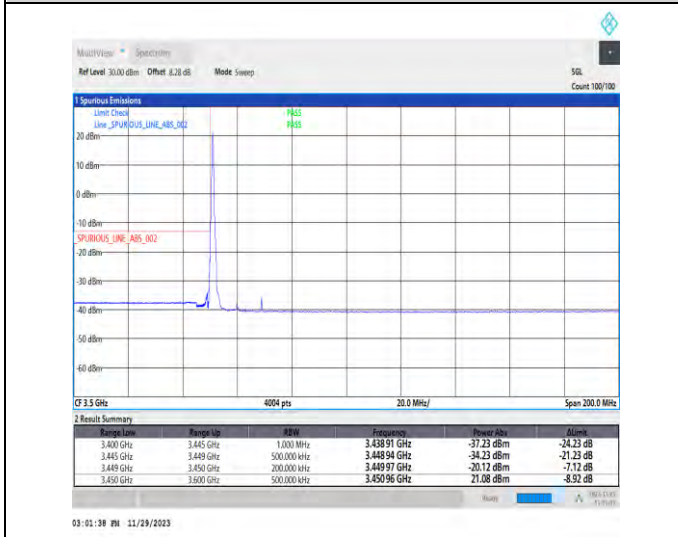 MultiView Spectrum
Ref Level 30.00 dBm Offset 8.28 dB Mode Sweep SGL
Count 100/100
1 Spurious Emissions
Limit Check PASS
Line _SPURIOUS_LINE_ABS_002 PASS
20 dBm
10 dBm
0 dBm
-10 dBm
_SPURIOUS_LINE_ABS_002
-20 dBm
-30 dBm
-40 dBm
-50 dBm
-60 dBm
CF 3.5 GHz 4004 pts 20.0 MHz/ Span 200.0 MHz
2 Result Summary
Range Low Range Up RBW Frequency Power Abs ΔLimit
3.400 GHz 3.445 GHz 1.000 MHz 3.438 91 GHz -37.23 dBm -24.23 dB
3.445 GHz 3.449 GHz 500.000 kHz 3.448 94 GHz -34.23 dBm -21.23 dB
3.449 GHz 3.450 GHz 200.000 kHz 3.449 97 GHz -20.12 dBm -7.12 dB
3.450 GHz 3.600 GHz 500.000 kHz 3.450 96 GHz 21.08 dBm -8.92 dB
Ready
03:01:38 PM 11/29/2023